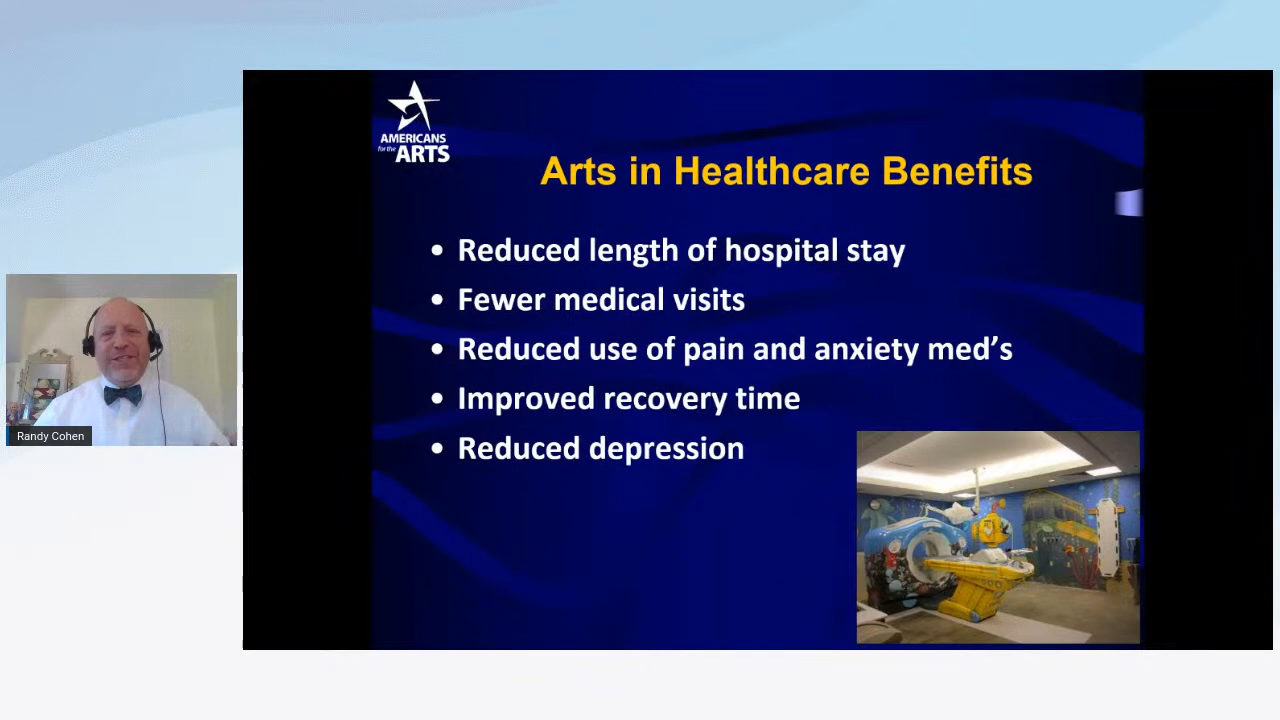 AMERICANS
for the ARTS
Arts in Healthcare Benefits
• Reduced length of hospital stay
• Fewer medical visits
• Reduced use of pain and anxiety med’s
• Improved recovery time
• Reduced depression
Randy Cohen